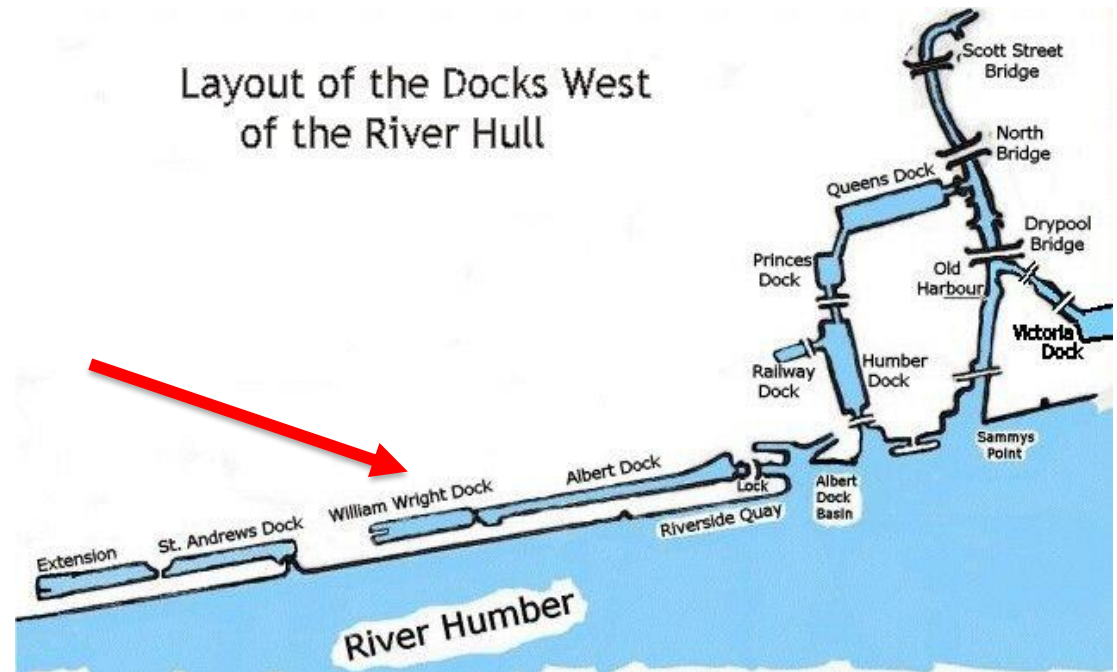 Layout of the Docks West
of the River Hull
Scott Street
Bridge
North
Bridge
Queens Dock
Drypool
Bridge
Princes
Dock
Old
Harbour
Victoria
Dock
Railway
Dock
Humber
Dock
Sammys
Point
Albert Dock
Lock
Albert
Dock
Basin
William Wright Dock
Riverside Quay
St. Andrews Dock
Extension
River Humber